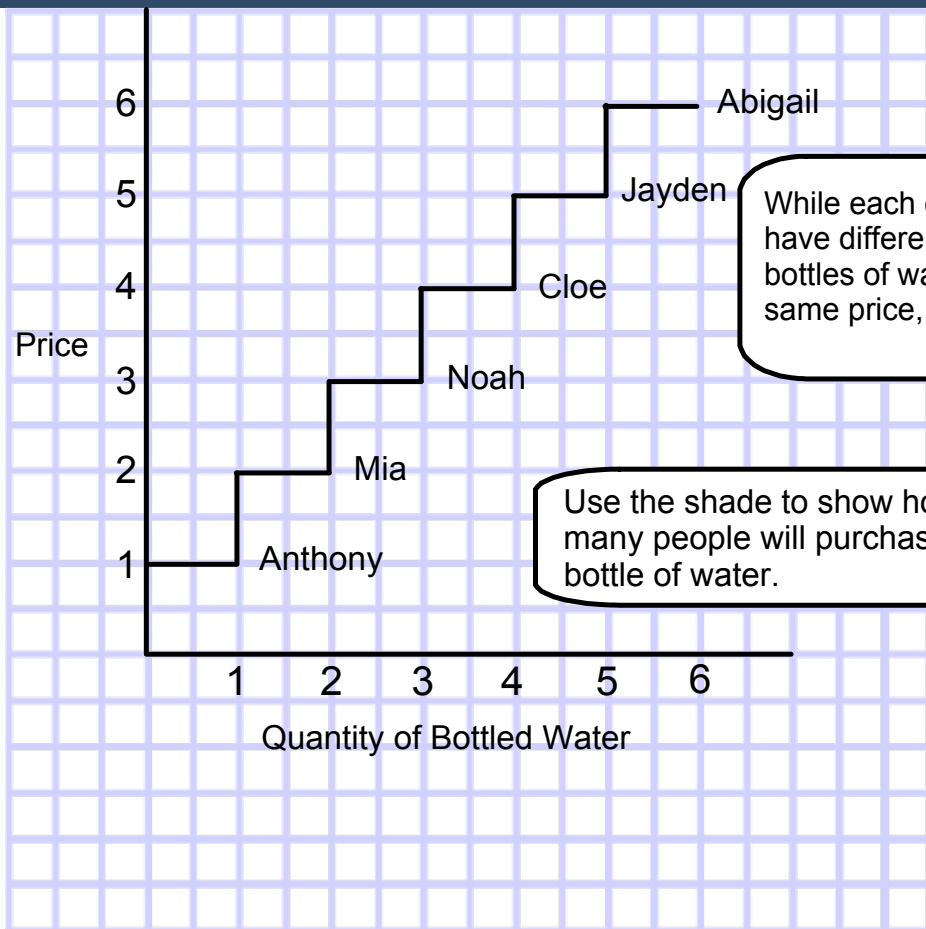 6
Abigail
5
Jayden
While each
have differe
bottles of wa
same price,
4
Cloe
Price
3
Noah
2
Mia
Use the shade to show ho
many people will purchas
bottle of water.
1
Anthony
1 2 3 4 5 6
Quantity of Bottled Water